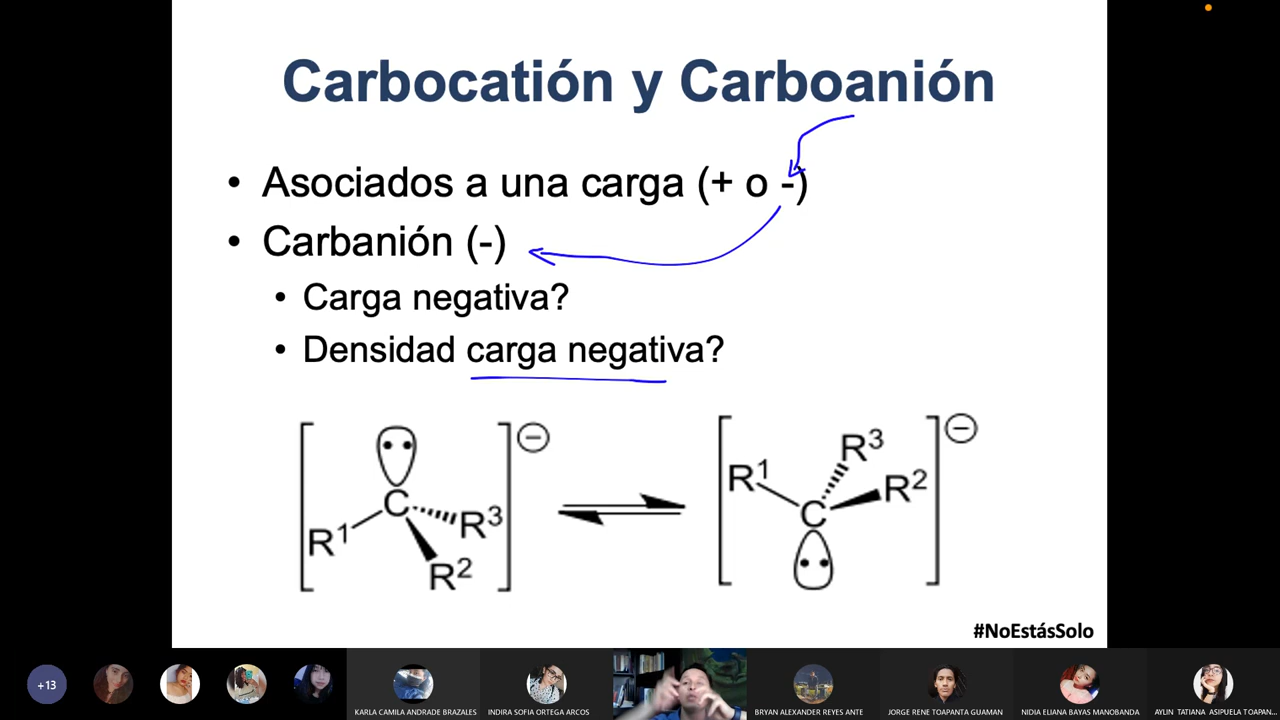 Carbocatión y Carboanión
• Asociados a una carga (+ o -)
• Carbanión (-)
• Carga negativa?
• Densidad carga negativa?
R³
R¹
R²
C
R¹
C
R³
R²
#NoEstásSolo
+13
KARLA CAMILA ANDRADE BRAZALES
INDIRA SOFIA ORTEGA ARCOS
BRYAN ALEXANDER REYES ANTE
JORGE RENE TOAPANTA GUAMAN
NIDIA ELIANA BAYAS MANOBANDA
AYLIN TATIANA ASIPUELA TOAPAN...